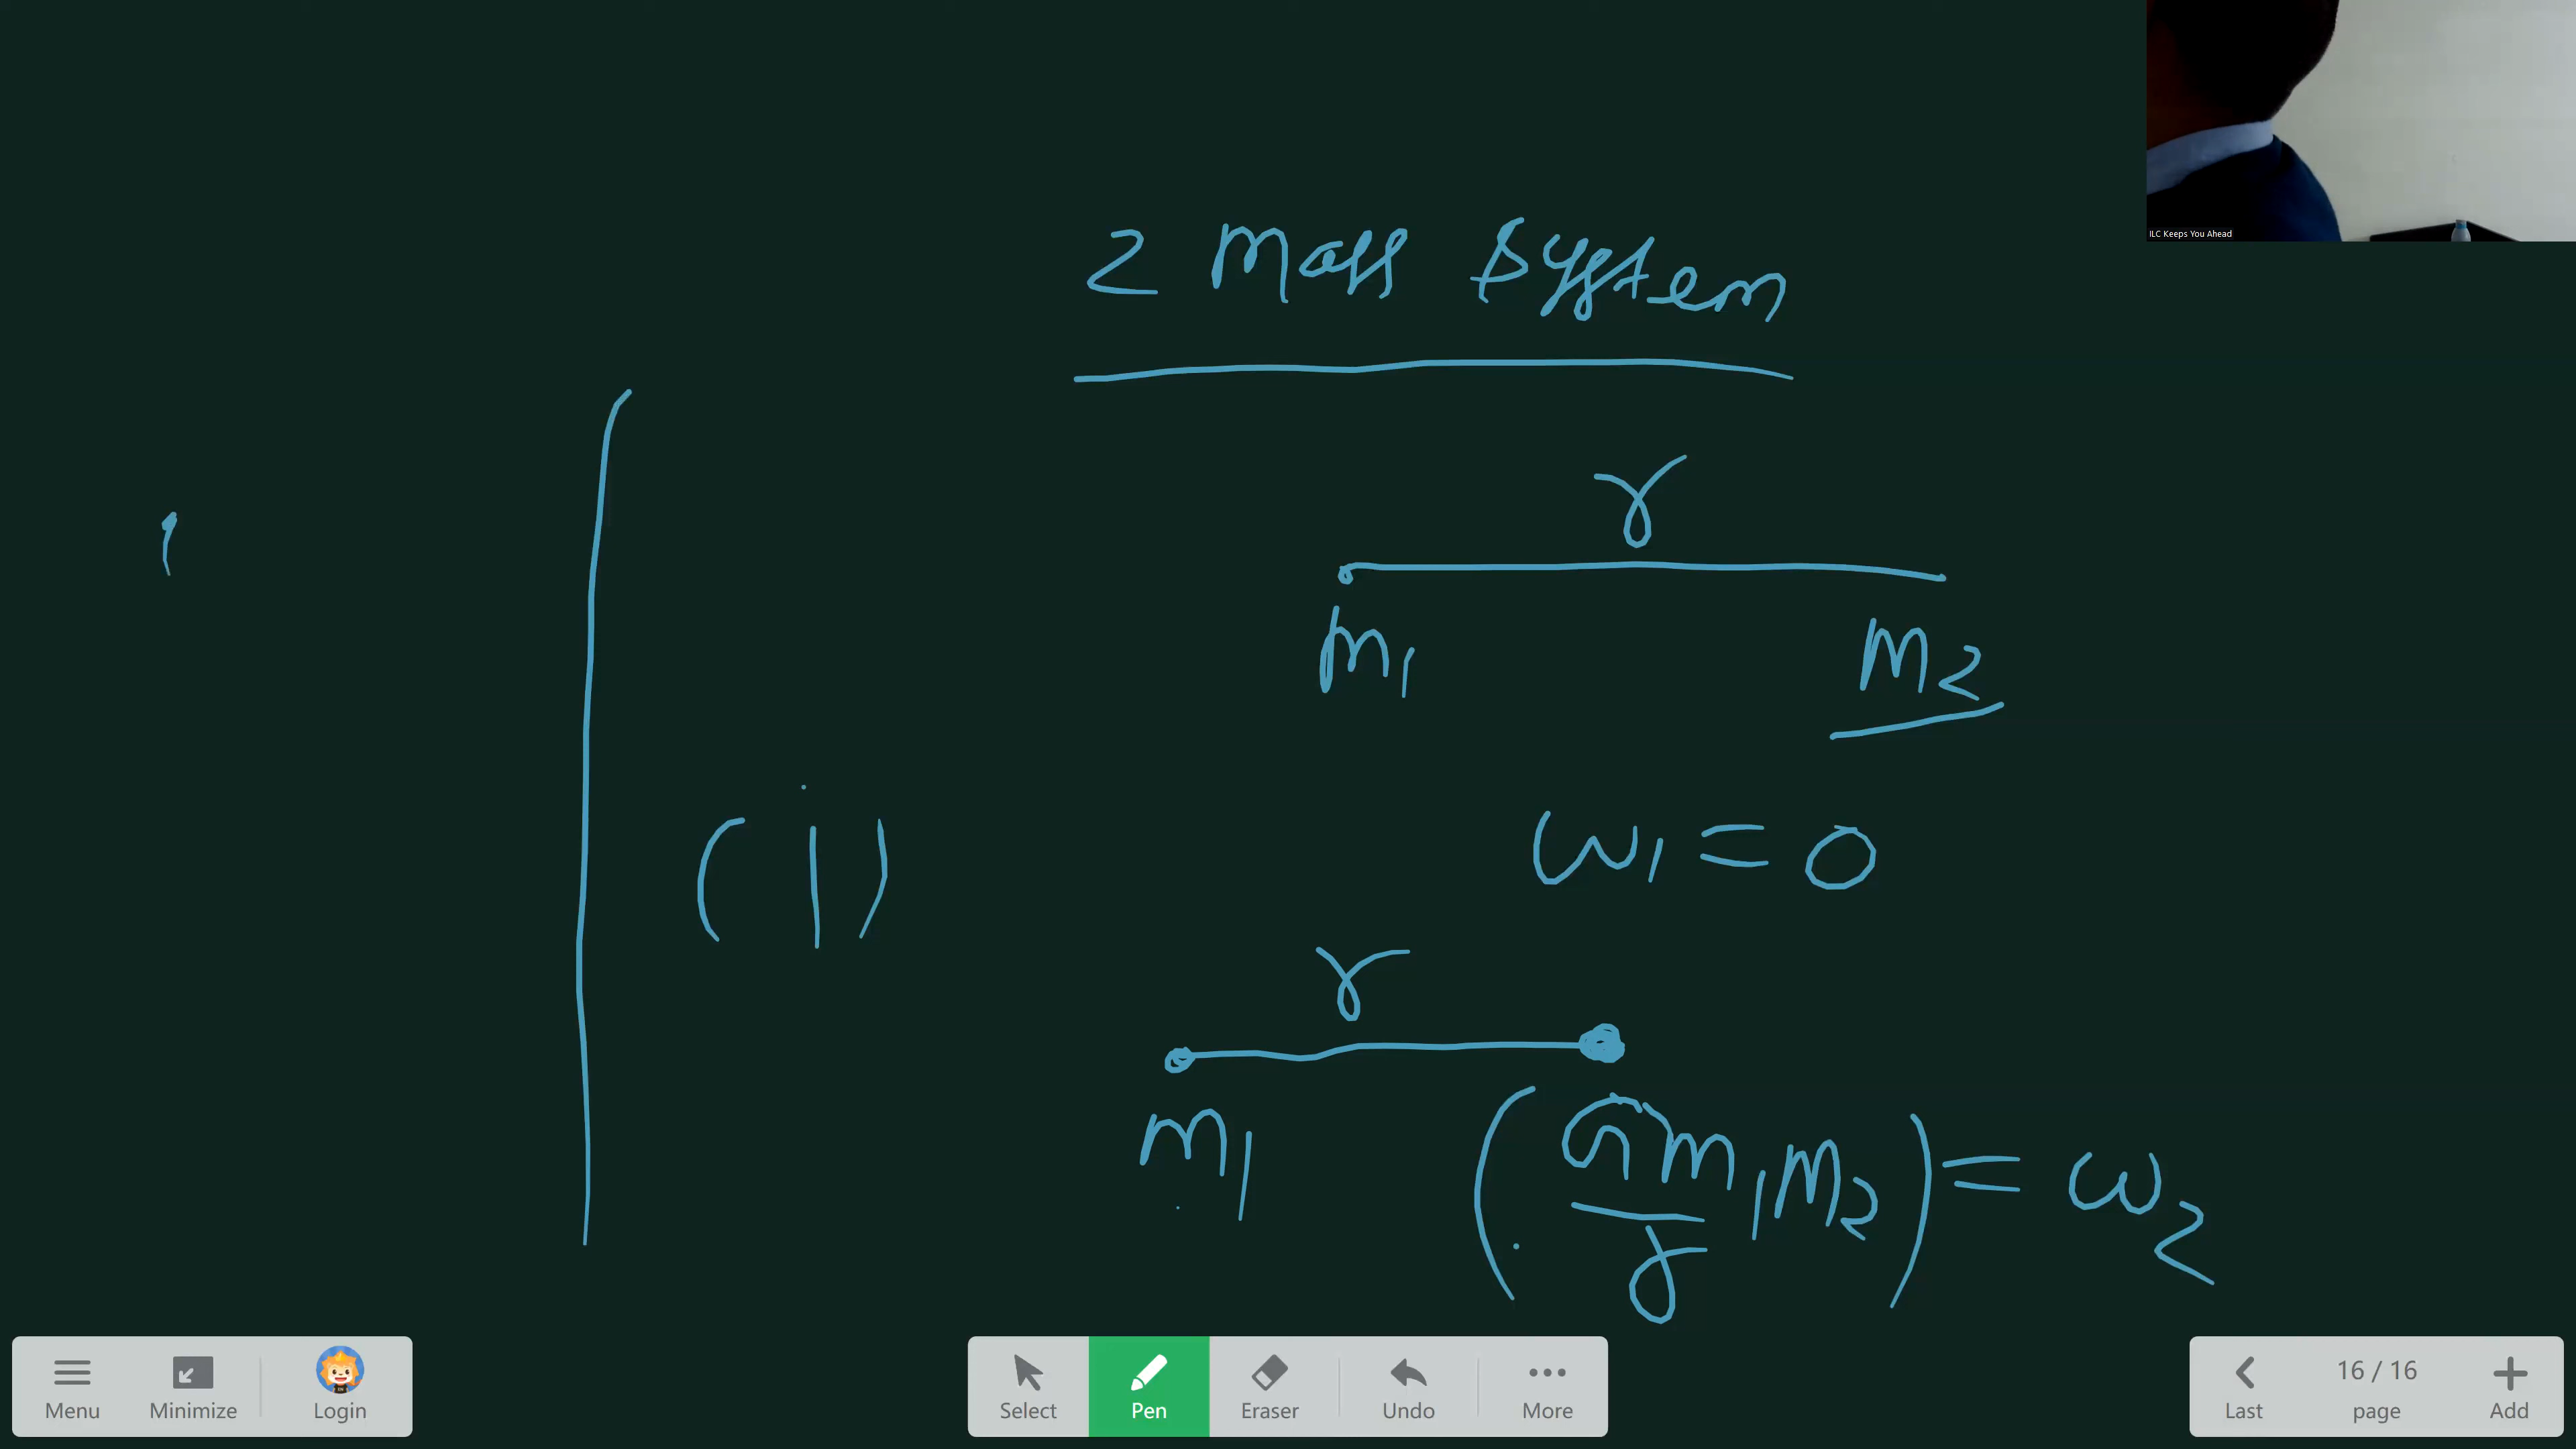 ILC Keeps You Ahead
2 Mass System
r
m1 m2
W1 = 0
(i)
r
m1 (Gm1m2/r) = W2
Menu Minimize Login
Select Pen Eraser Undo More
16 / 16
Last page Add